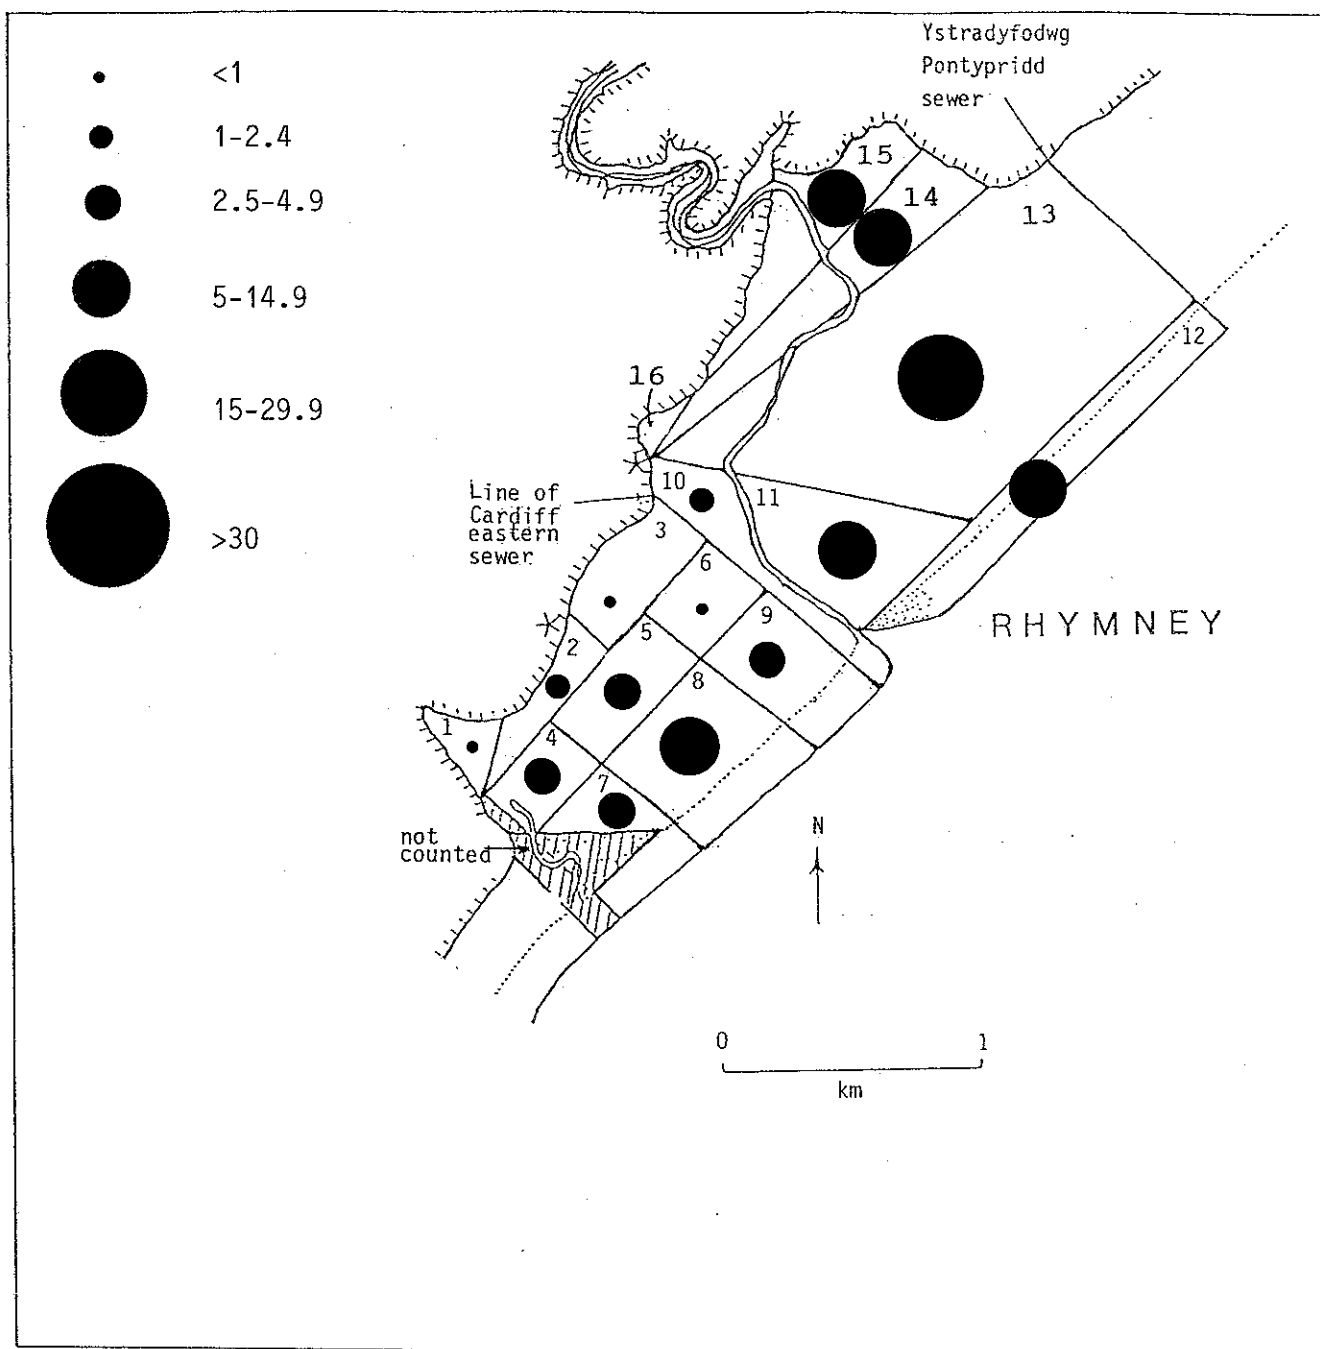 <1
1-2.4
2.5-4.9
5-14.9
15-29.9
>30
Ystradyfodwg
Pontypridd
sewer
15
14
13
12
16
10
11
Line of
Cardiff
eastern
sewer
3
6
9
5
2
8
1
4
7
RHYMNEY
not
counted
N
0
1
km